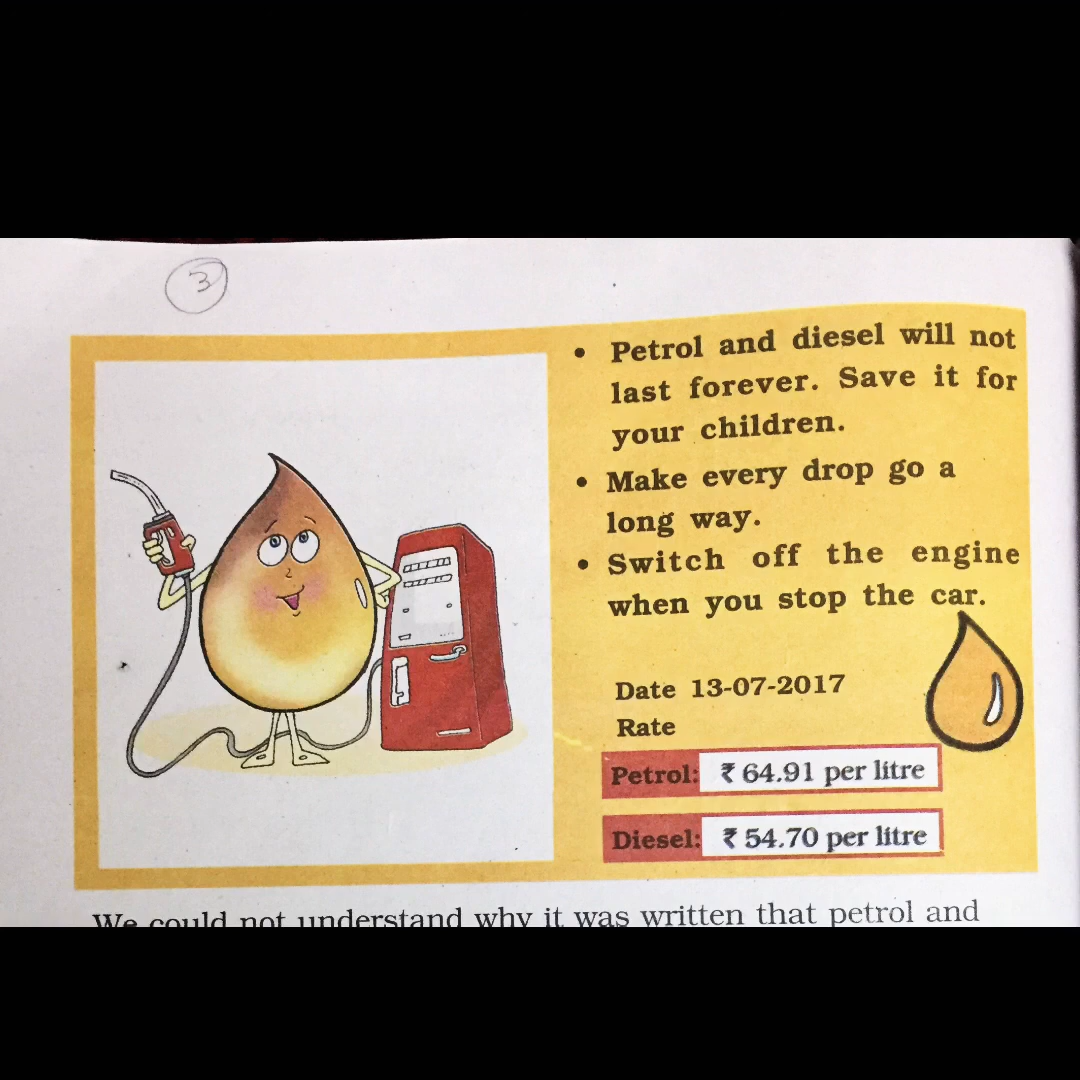 3
• Petrol and diesel will not
last forever. Save it for
your children.
• Make every drop go a
long way.
• Switch off the engine
when you stop the car.
Date 13-07-2017
Rate
Petrol: ₹ 64.91 per litre
Diesel: ₹ 54.70 per litre
We could not understand why it was written that petrol and